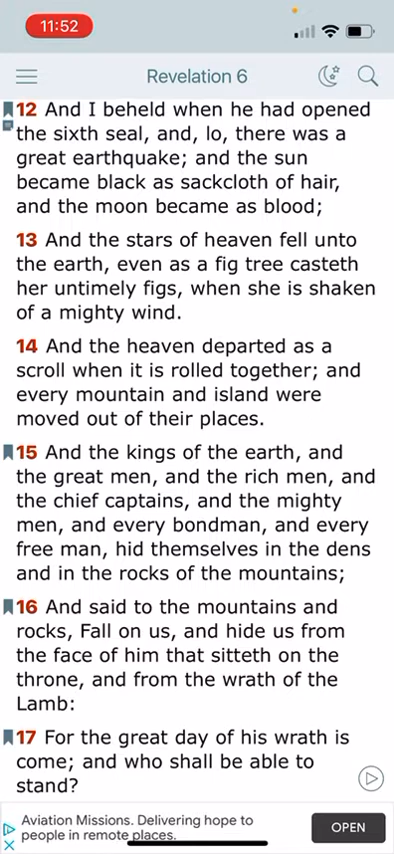 11:52
Revelation 6
12 And I beheld when he had opened
the sixth seal, and, lo, there was a
great earthquake; and the sun
became black as sackcloth of hair,
and the moon became as blood;
13 And the stars of heaven fell unto
the earth, even as a fig tree casteth
her untimely figs, when she is shaken
of a mighty wind.
14 And the heaven departed as a
scroll when it is rolled together; and
every mountain and island were
moved out of their places.
15 And the kings of the earth, and
the great men, and the rich men, and
the chief captains, and the mighty
men, and every bondman, and every
free man, hid themselves in the dens
and in the rocks of the mountains;
16 And said to the mountains and
rocks, Fall on us, and hide us from
the face of him that sitteth on the
throne, and from the wrath of the
Lamb:
17 For the great day of his wrath is
come; and who shall be able to
stand?
Aviation Missions. Delivering hope to
people in remote places.
OPEN